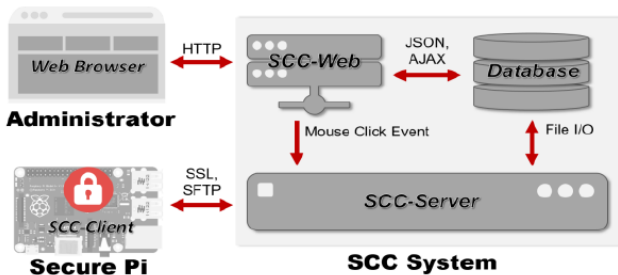 Web Browser
Administrator
HTTP
SCC-Web
JSON,
AJAX
Database
Mouse Click Event
File I/O
SCC-Client
Secure Pi
SSL,
SFTP
SCC-Server
SCC System